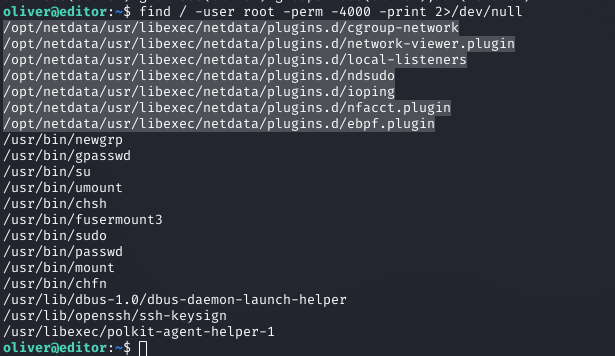 oliver@editor:~$ find / -user root -perm -4000 -print 2>/dev/null
/opt/netdata/usr/libexec/netdata/plugins.d/cgroup-network
/opt/netdata/usr/libexec/netdata/plugins.d/network-viewer.plugin
/opt/netdata/usr/libexec/netdata/plugins.d/local-listeners
/opt/netdata/usr/libexec/netdata/plugins.d/ndsudo
/opt/netdata/usr/libexec/netdata/plugins.d/ioping
/opt/netdata/usr/libexec/netdata/plugins.d/nfacct.plugin
/opt/netdata/usr/libexec/netdata/plugins.d/ebpf.plugin
/usr/bin/newgrp
/usr/bin/gpasswd
/usr/bin/su
/usr/bin/umount
/usr/bin/chsh
/usr/bin/fusermount3
/usr/bin/sudo
/usr/bin/passwd
/usr/bin/mount
/usr/bin/chfn
/usr/lib/dbus-1.0/dbus-daemon-launch-helper
/usr/lib/openssh/ssh-keysign
/usr/libexec/polkit-agent-helper-1
oliver@editor:~$